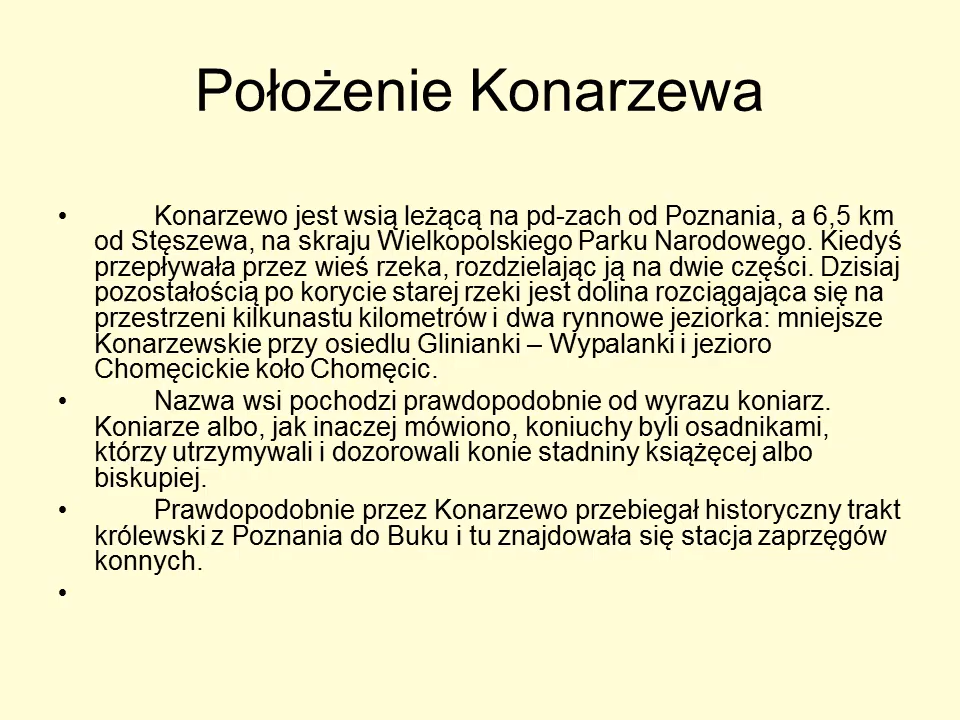 Położenie Konarzewa
• Konarzewo jest wsią leżącą na pd-zach od Poznania, a 6,5 km
od Stęszewa, na skraju Wielkopolskiego Parku Narodowego. Kiedyś
przepływała przez wieś rzeka, rozdzielając ją na dwie części. Dzisiaj
pozostałością po korycie starej rzeki jest dolina rozciągająca się na
przestrzeni kilkunastu kilometrów i dwa rynnowe jeziorka: mniejsze
Konarzewskie przy osiedlu Glinianki – Wypalanki i jezioro
Chomęcickie koło Chomęcic.
• Nazwa wsi pochodzi prawdopodobnie od wyrazu koniarz.
Koniarze albo, jak inaczej mówiono, koniuchy byli osadnikami,
którzy utrzymywali i dozorowali konie stadniny książęcej albo
biskupiej.
• Prawdopodobnie przez Konarzewo przebiegał historyczny trakt
królewski z Poznania do Buku i tu znajdowała się stacja zaprzęgów
konnych.
•